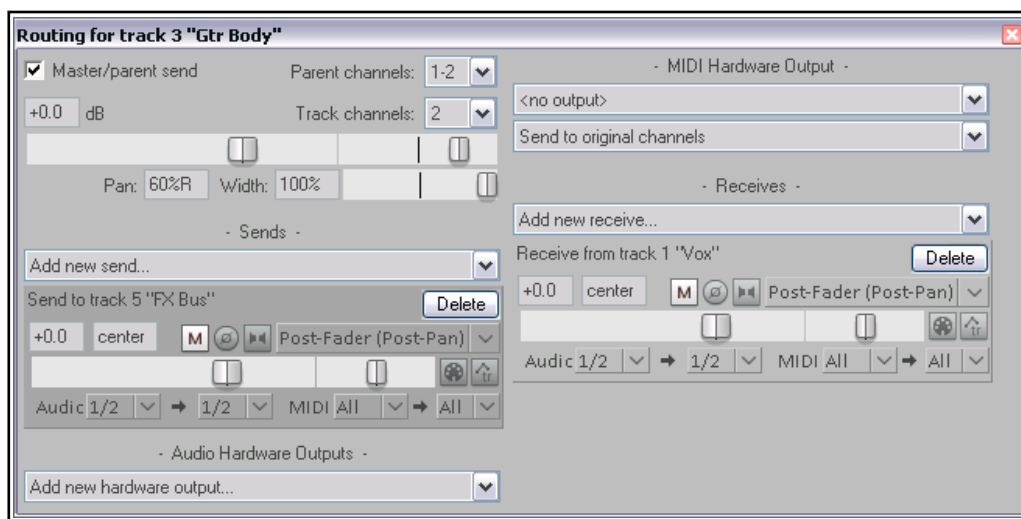 Routing for track 3 "Gtr Body"
Master/parent send Parent channels: 1-2
+0.0 dB Track channels: 2
Pan: 60%R Width: 100%
- Sends -
Add new send...
Send to track 5 "FX Bus" Delete
+0.0 center M Post-Fader (Post-Pan)
tr
Audic 1/2 1/2 MIDI All All
- Audio Hardware Outputs -
Add new hardware output...
- MIDI Hardware Output -
<no output>
Send to original channels
- Receives -
Add new receive...
Receive from track 1 "Vox" Delete
+0.0 center M Post-Fader (Post-Pan)
tr
Audic 1/2 1/2 MIDI All All